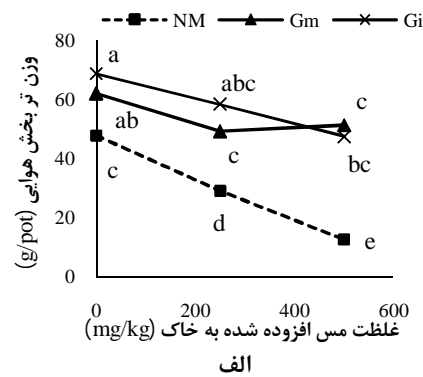 NM Gm Gi
وزن تر بخش هوایی (g/pot)
80
60
40
20
0
a
abc
c
ab
c
bc
c
d
e
0 200 400 600
غلظت مس افزوده شده به خاک (mg/kg)
الف